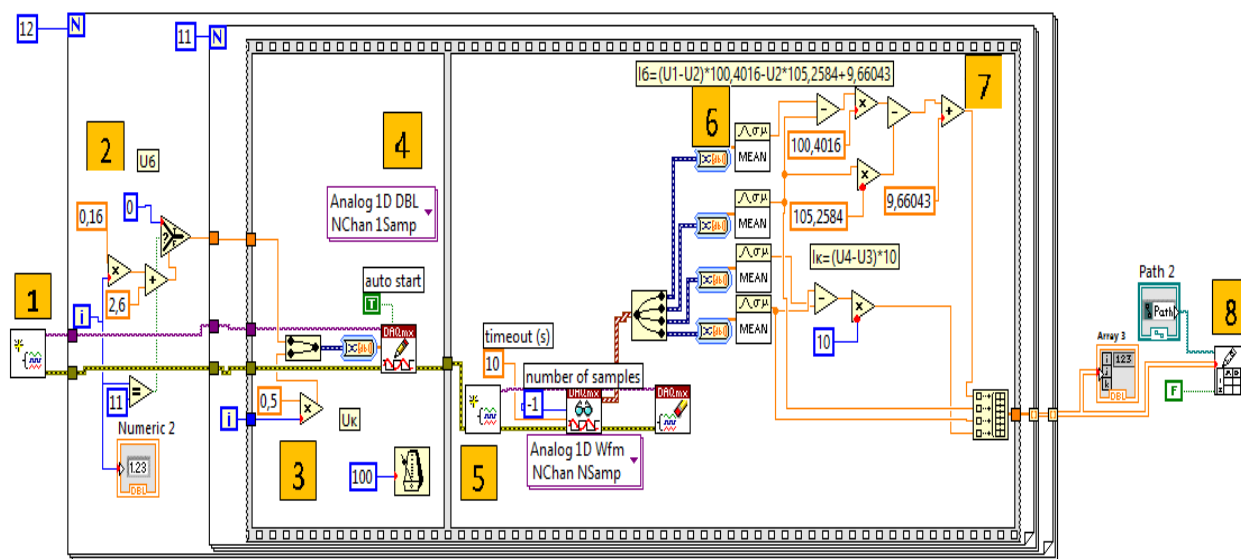 12
N
11
N
I6=(U1-U2)*100,4016-U2*105,2584+9,66043
7
6
4
2
U6
MEAN
100,4016
0
Analog 1D DBL
NChan 1Samp
0,16
105,2584
9,66043
MEAN
Iк=(U4-U3)*10
1
auto start
2,6
T
MEAN
Path 2
i
DAQmx
Path
8
timeout (s)
MEAN
10
Array 3
10
number of samples
DAQmx
DAQmx
123
DBL
11
0,5
-1
F
Numeric 2
i
Uк
Analog 1D Wfm
NChan NSamp
1.23
DBL
3
100
5